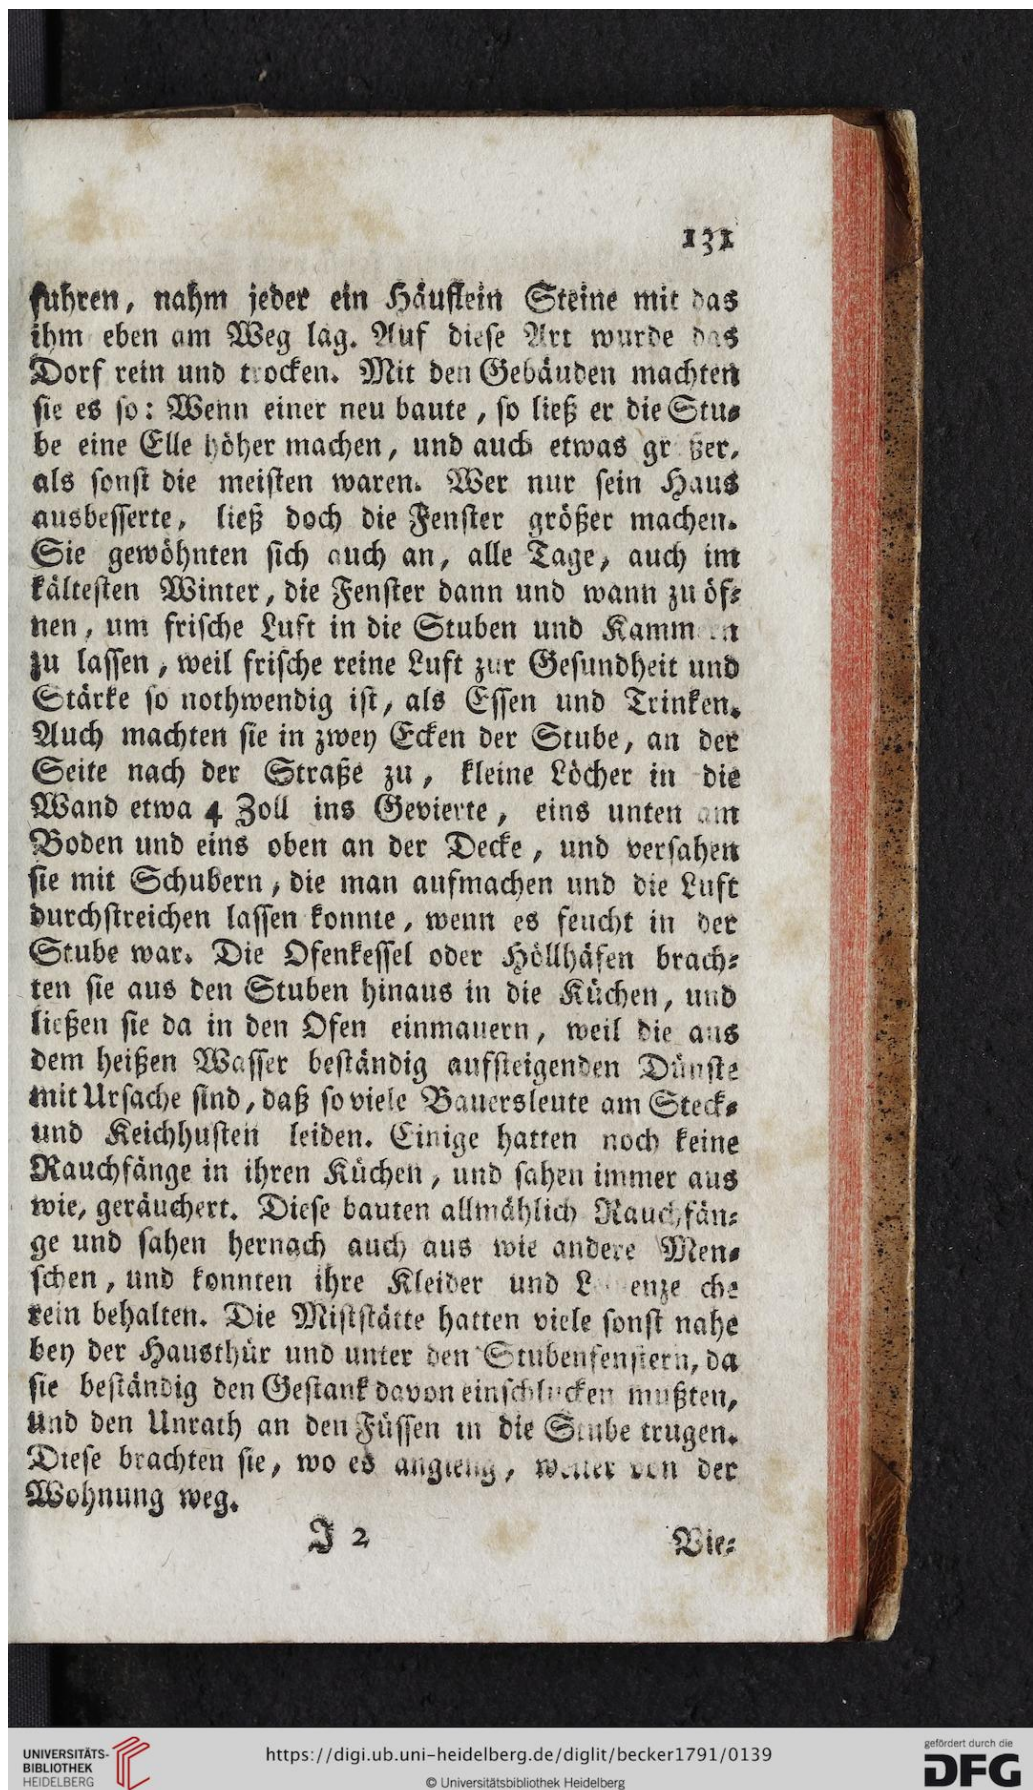 131
fuhren, nahm jeder ein Häuflein Steine mit das
ihm eben am Weg lag. Auf diese Art wurde das
Dorf rein und trocken. Mit den Gebäuden machten
sie es so: Wenn einer neu baute, so ließ er die Stu-
be eine Elle höher machen, und auch etwas gr ßer,
als sonst die meisten waren. Wer nur sein Haus
ausbesserte, ließ doch die Fenster größer machen.
Sie gewöhnten sich auch an, alle Tage, auch im
kältesten Winter, die Fenster dann und wann zu öf-
nen, um frische Luft in die Stuben und Kammern
zu lassen, weil frische reine Luft zur Gesundheit und
Stärke so nothwendig ist, als Essen und Trinken.
Auch machten sie in zwey Ecken der Stube, an der
Seite nach der Straße zu, kleine Löcher in die
Wand etwa 4 Zoll ins Gevierte, eins unten am
Boden und eins oben an der Decke, und versahen
sie mit Schubern, die man aufmachen und die Luft
durchstreichen lassen konnte, wenn es feucht in der
Stube war. Die Ofenkessel oder Höllhäfen brach-
ten sie aus den Stuben hinaus in die Küchen, und
ließen sie da in den Ofen einmauern, weil die aus
dem heißen Wasser beständig aufsteigenden Dünste
mit Ursache sind, daß so viele Bauersleute am Steck-
und Keichhusten leiden. Einige hatten noch keine
Rauchfänge in ihren Küchen, und sahen immer aus
wie, geräuchert. Diese bauten allmählich Rauchfän-
ge und sahen hernach auch aus wie andere Men-
schen, und konnten ihre Kleider und
rein behalten. Die Miststätte hatten viele sonst nahe
bey der Hausthür und unter den Stubenfenstern, da
sie beständig den Gestank davon einschlucken mußten,
und den Unrath an den Füssen in die Stube trugen.
Diese brachten sie, wo es angieng, weiter von der
Wohnung weg.
J 2
Vie-
UNIVERSITÄTS-
BIBLIOTHEK
HEIDELBERG
https://digi.ub.uni-heidelberg.de/diglit/becker1791/0139
© Universitätsbibliothek Heidelberg
gefördert durch die
DFG